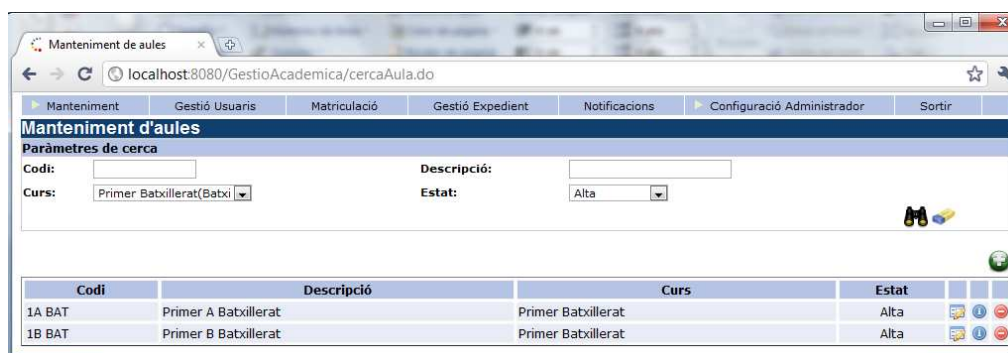 Manteniment de aules
localhost:8080/GestioAcademica/cercaAula.do
Manteniment Gestió Usuaris Matriculació Gestió Expedient Notificacions Configuració Administrador Sortir
Manteniment d'aules
Paràmetres de cerca
Codi: Descripció:
Curs: Primer Batxillerat(Batxi Estat: Alta
Codi Descripció Curs Estat
1A BAT Primer A Batxillerat Primer Batxillerat Alta
1B BAT Primer B Batxillerat Primer Batxillerat Alta